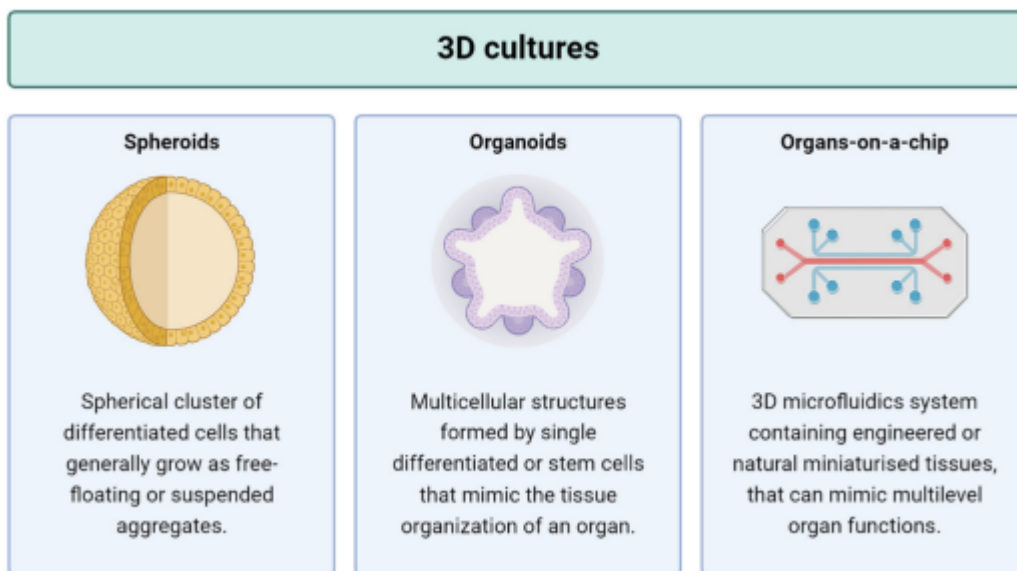 3D cultures
Spheroids
Spherical cluster of
differentiated cells that
generally grow as free-
floating or suspended
aggregates.
Organoids
Multicellular structures
formed by single
differentiated or stem cells
that mimic the tissue
organization of an organ.
Organs-on-a-chip
3D microfluidics system
containing engineered or
natural miniaturised tissues,
that can mimic multilevel
organ functions.